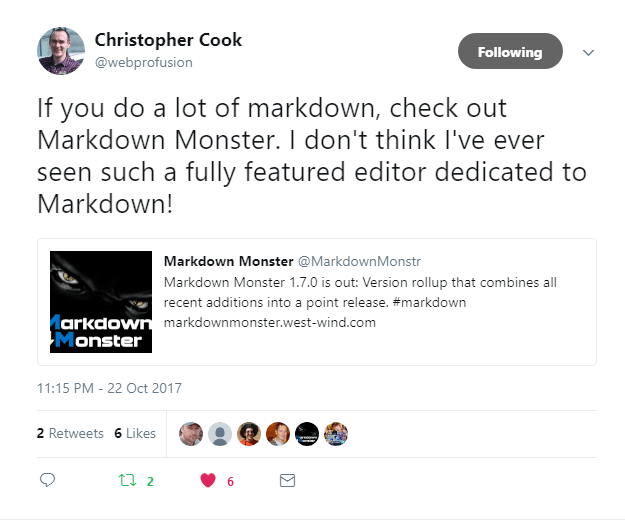 Christopher Cook
@webprofusion
Following
If you do a lot of markdown, check out
Markdown Monster. I don't think I've ever
seen such a fully featured editor dedicated to
Markdown!
Markdown Monster @MarkdownMonstr
Markdown Monster 1.7.0 is out: Version rollup that combines all
recent additions into a point release. #markdown
markdownmonster.west-wind.com
Markdown
Monster
11:15 PM - 22 Oct 2017
2 Retweets 6 Likes
2
6